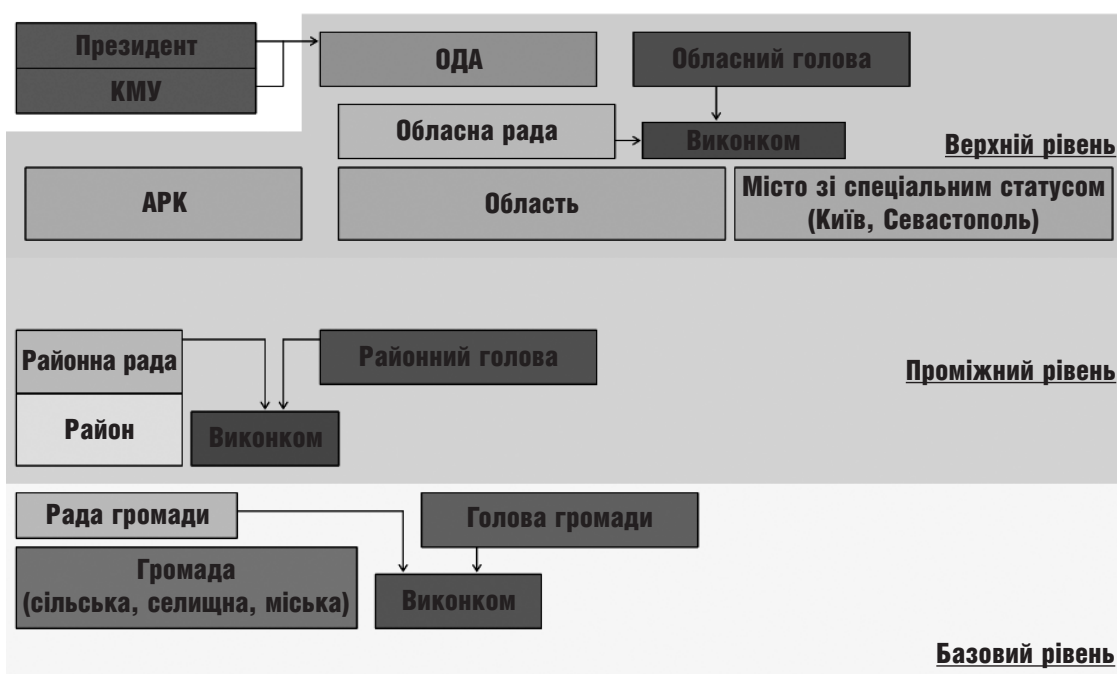 Президент
КМУ
ОДА
Обласний голова
Обласна рада
Виконком
Верхній рівень
АРК
Область
Місто зі спеціальним статусом
(Київ, Севастополь)
Районна рада
Районний голова
Проміжний рівень
Район
Виконком
Рада громади
Голова громади
Громада
(сільська, селищна, міська)
Виконком
Базовий рівень